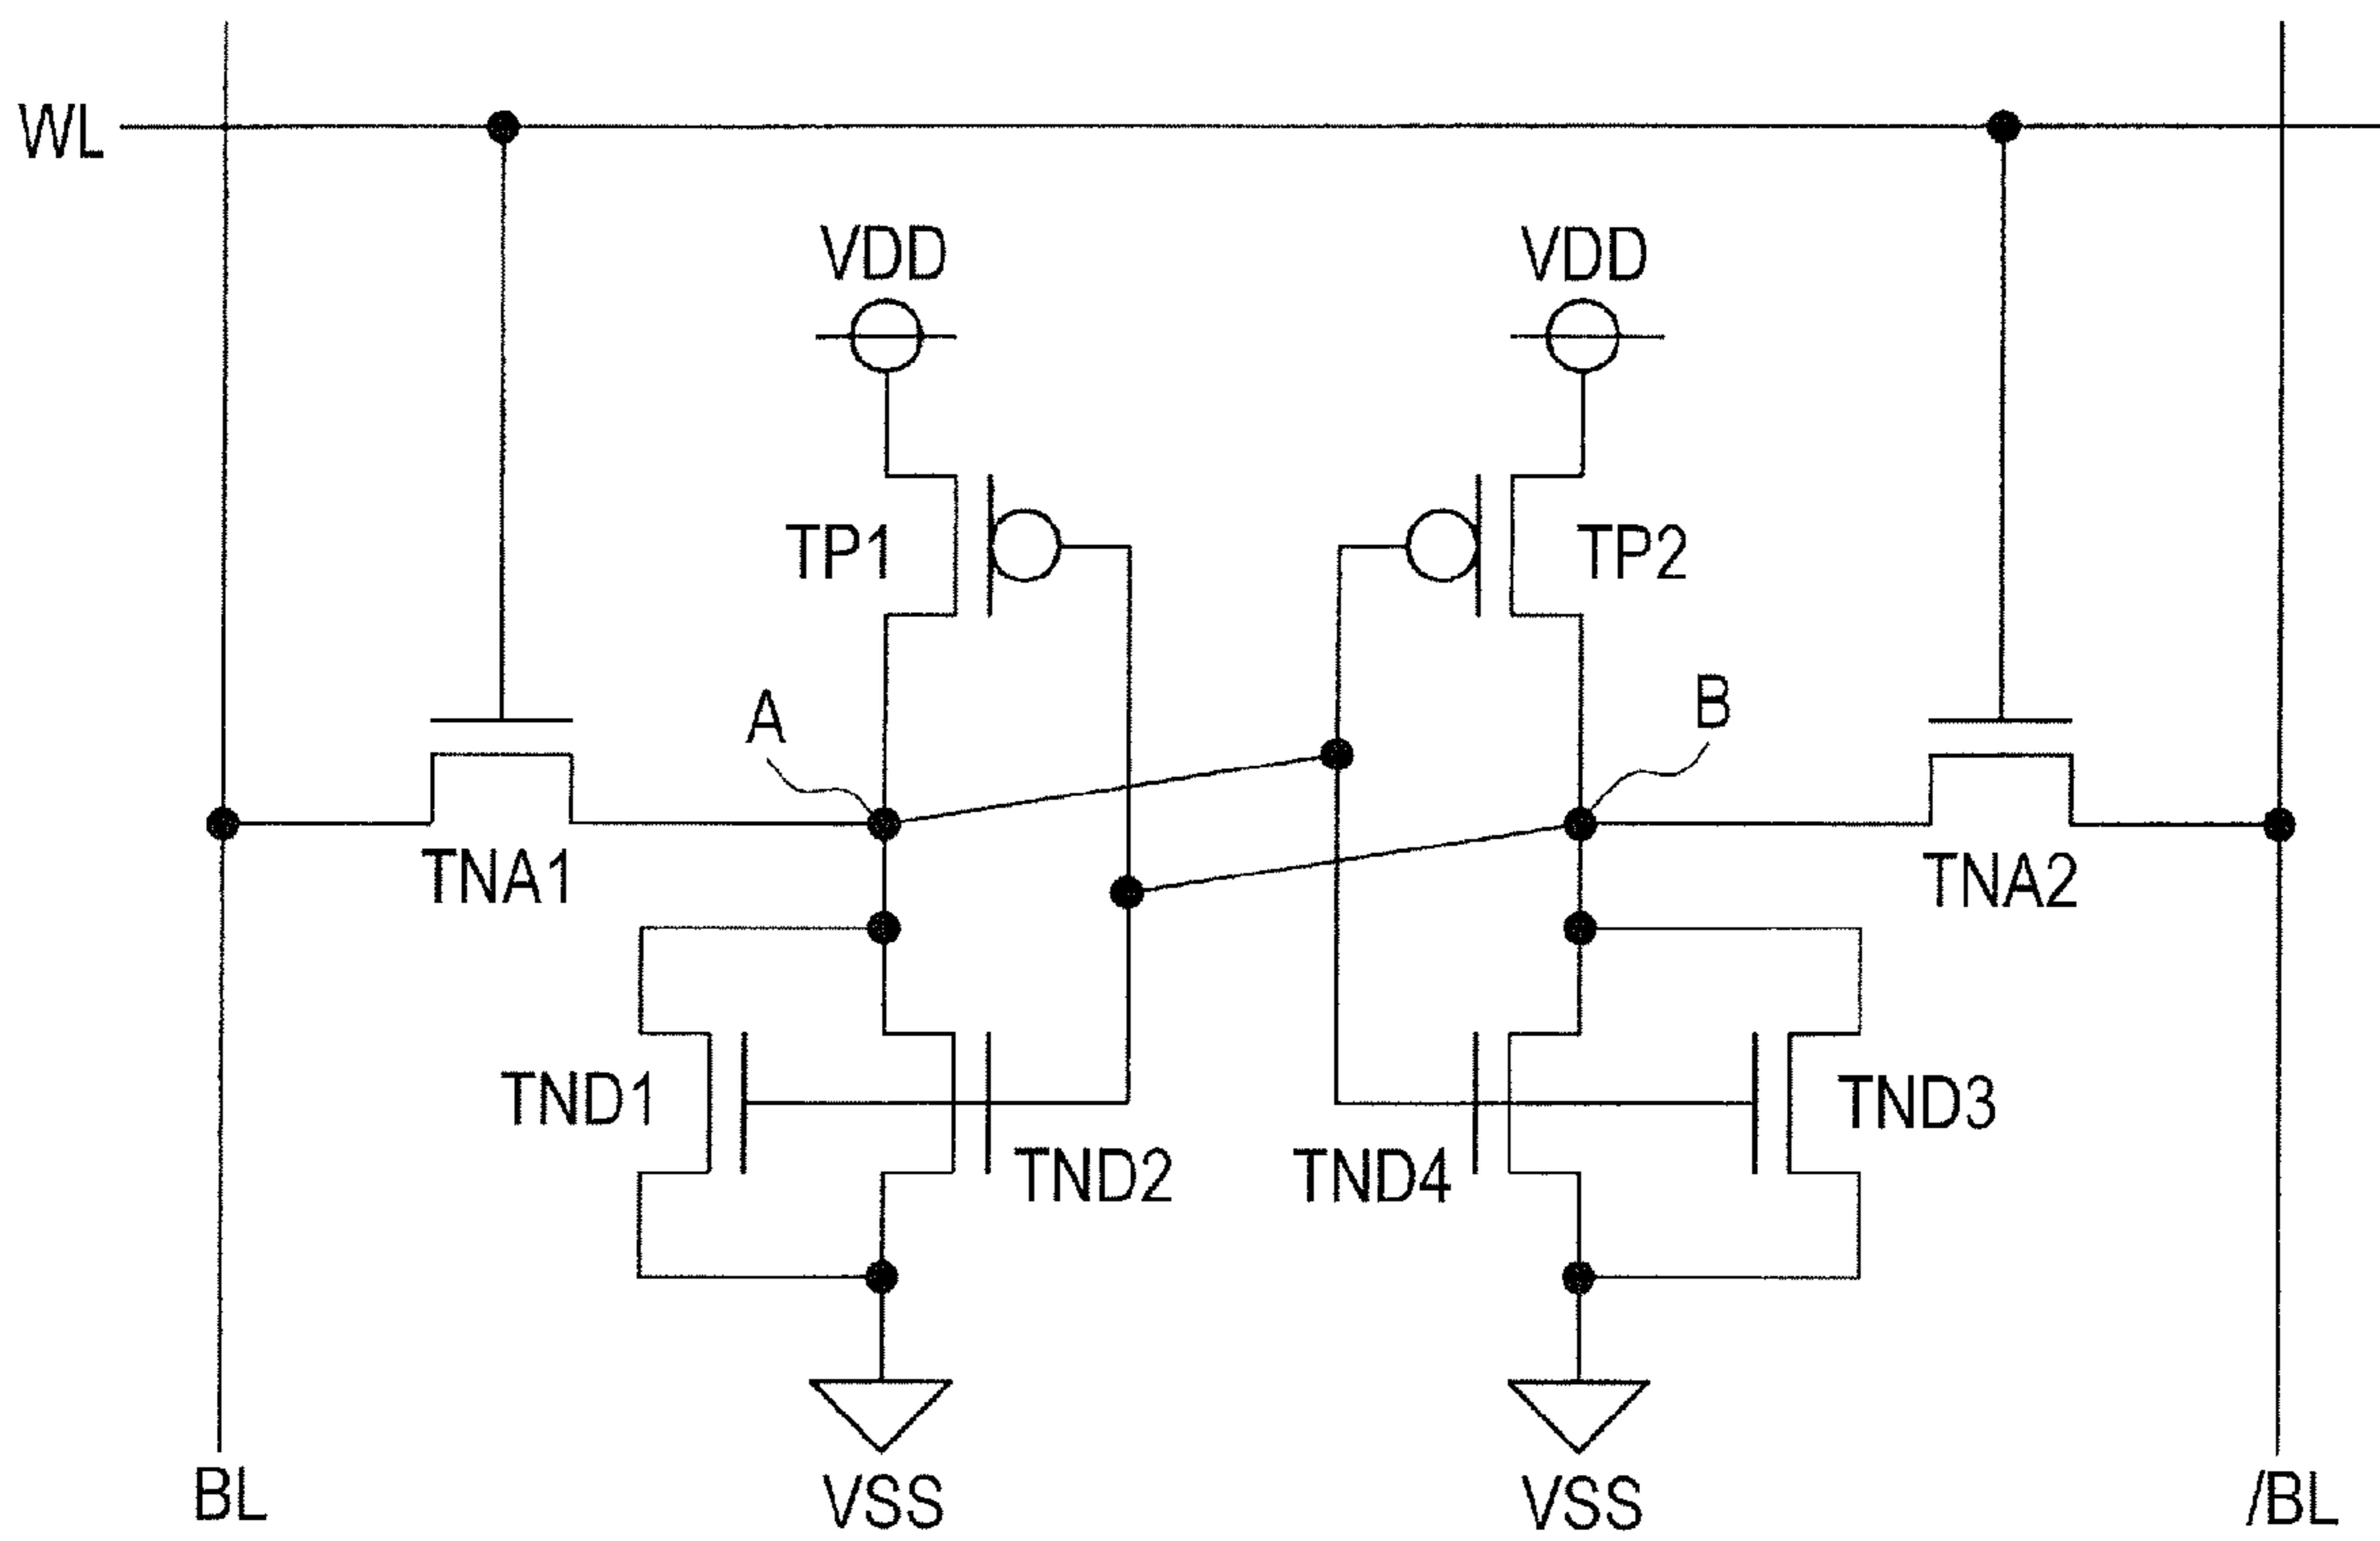 WL
VDD
VDD
TP1
TP2
A
B
TNA1
TNA2
TND1
TND3
TND2
TND4
BL
VSS
VSS
/BL